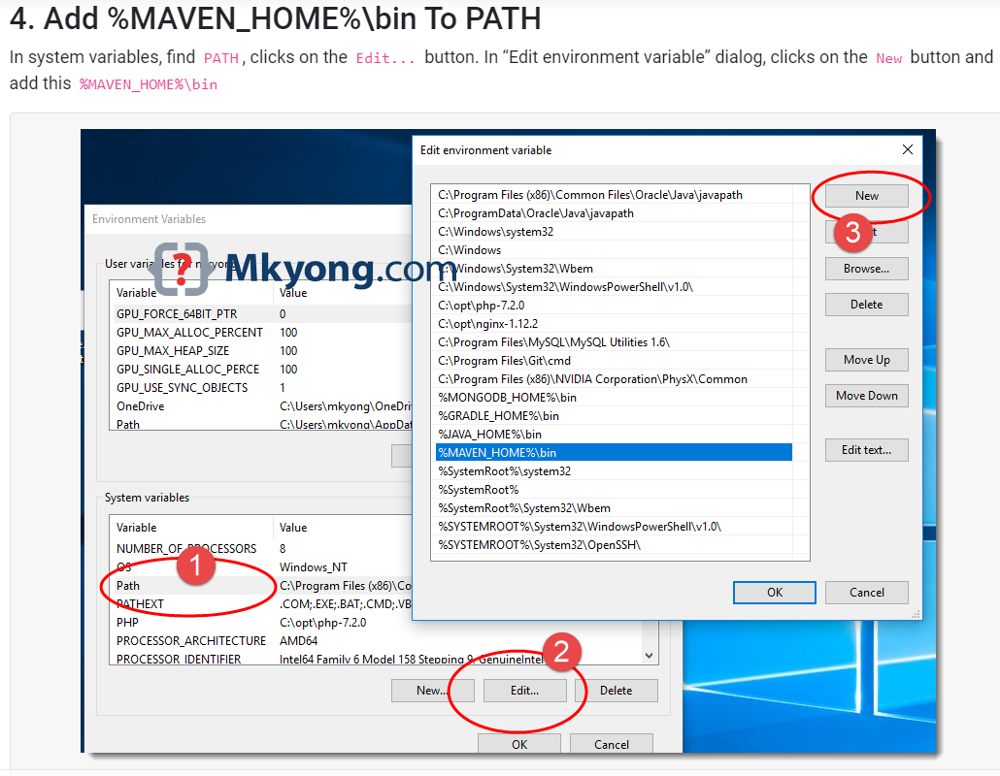 4. Add %MAVEN_HOME%\bin To PATH
In system variables, find PATH, clicks on the Edit... button. In “Edit environment variable” dialog, clicks on the New button and
add this %MAVEN_HOME%\bin
Environment Variables
User variables for mkyong
Mkyong.com
Variable Value
GPU_FORCE_64BIT_PTR 0
GPU_MAX_ALLOC_PERCENT 100
GPU_MAX_HEAP_SIZE 100
GPU_SINGLE_ALLOC_PERCE 100
GPU_USE_SYNC_OBJECTS 1
OneDrive C:\Users\mkyong\OneDri
Path C:\Users\mkyong\AppDat
System variables
Variable Value
NUMBER_OF_PROCESSORS 8
OS Windows_NT
1
Path C:\Program Files (x86)\Co
PATHEXT .COM;.EXE;.BAT;.CMD;.VB
PHP C:\opt\php-7.2.0
PROCESSOR_ARCHITECTURE AMD64
PROCESSOR_IDENTIFIER Intel64 Family 6 Model 158 Stepping 9, GenuineIntel
2
New... Edit... Delete
OK Cancel
Edit environment variable
C:\Program Files (x86)\Common Files\Oracle\Java\javapath
C:\ProgramData\Oracle\Java\javapath
C:\Windows\system32
C:\Windows
C:\Windows\System32\Wbem
C:\Windows\System32\WindowsPowerShell\v1.0\
C:\opt\php-7.2.0
C:\opt\nginx-1.12.2
C:\Program Files\MySQL\MySQL Utilities 1.6\
C:\Program Files\Git\cmd
C:\Program Files (x86)\NVIDIA Corporation\PhysX\Common
%MONGODB_HOME%\bin
%GRADLE_HOME%\bin
%JAVA_HOME%\bin
%MAVEN_HOME%\bin
%SystemRoot%\system32
%SystemRoot%
%SystemRoot%\System32\Wbem
%SYSTEMROOT%\System32\WindowsPowerShell\v1.0\
%SYSTEMROOT%\System32\OpenSSH\
New
3
Browse...
Delete
Move Up
Move Down
Edit text...
OK Cancel